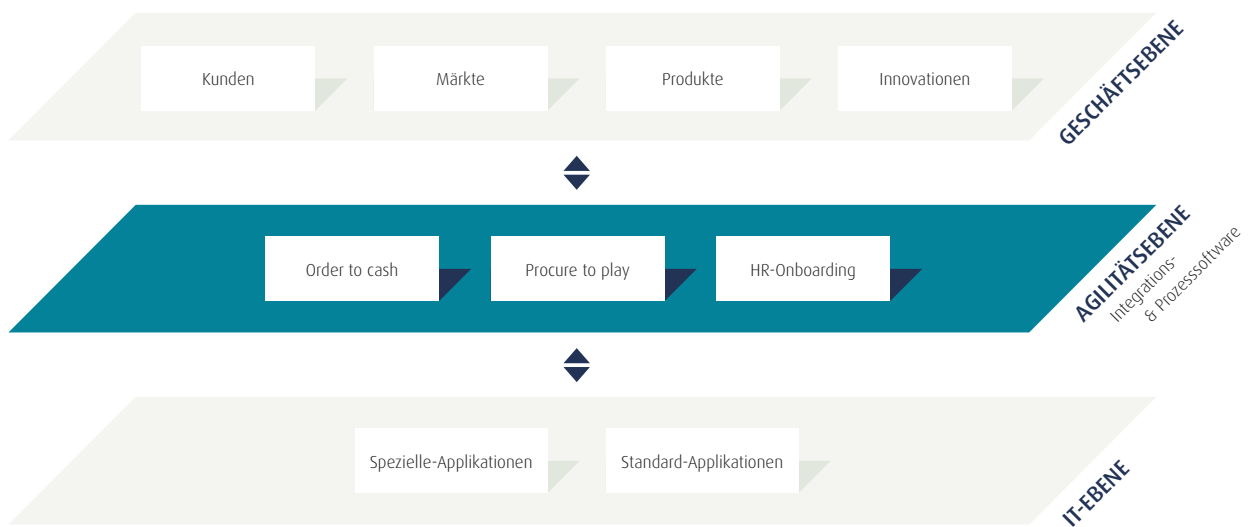 Kunden
Märkte
Produkte
Innovationen
GESCHÄFTSEBENE
Order to cash
Procure to play
HR-Onboarding
AGILITÄTSEBENE
Integrations-
& Prozesssoftware
Spezielle-Applikationen
Standard-Applikationen
IT-EBENE